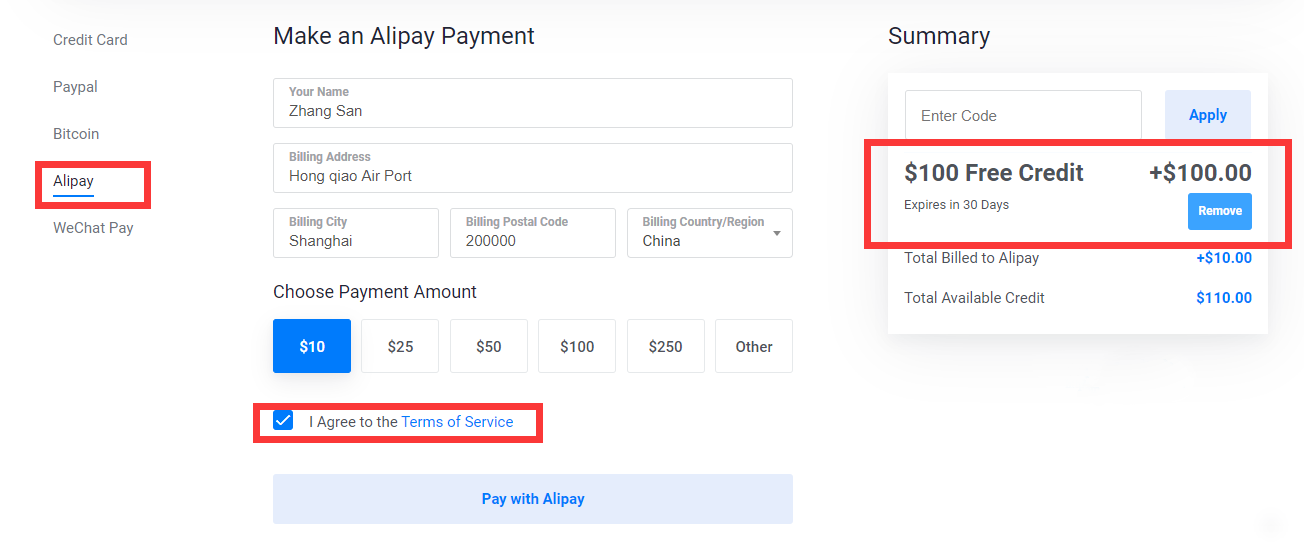 Credit Card
Paypal
Bitcoin
Alipay
WeChat Pay
Make an Alipay Payment
Your Name
Zhang San
Billing Address
Hong qiao Air Port
Billing City
Shanghai
Billing Postal Code
200000
Billing Country/Region
China
Choose Payment Amount
$10 $25 $50 $100 $250 Other
I Agree to the Terms of Service
Pay with Alipay
Summary
Enter Code Apply
$100 Free Credit +$100.00
Expires in 30 Days Remove
Total Billed to Alipay +$10.00
Total Available Credit $110.00